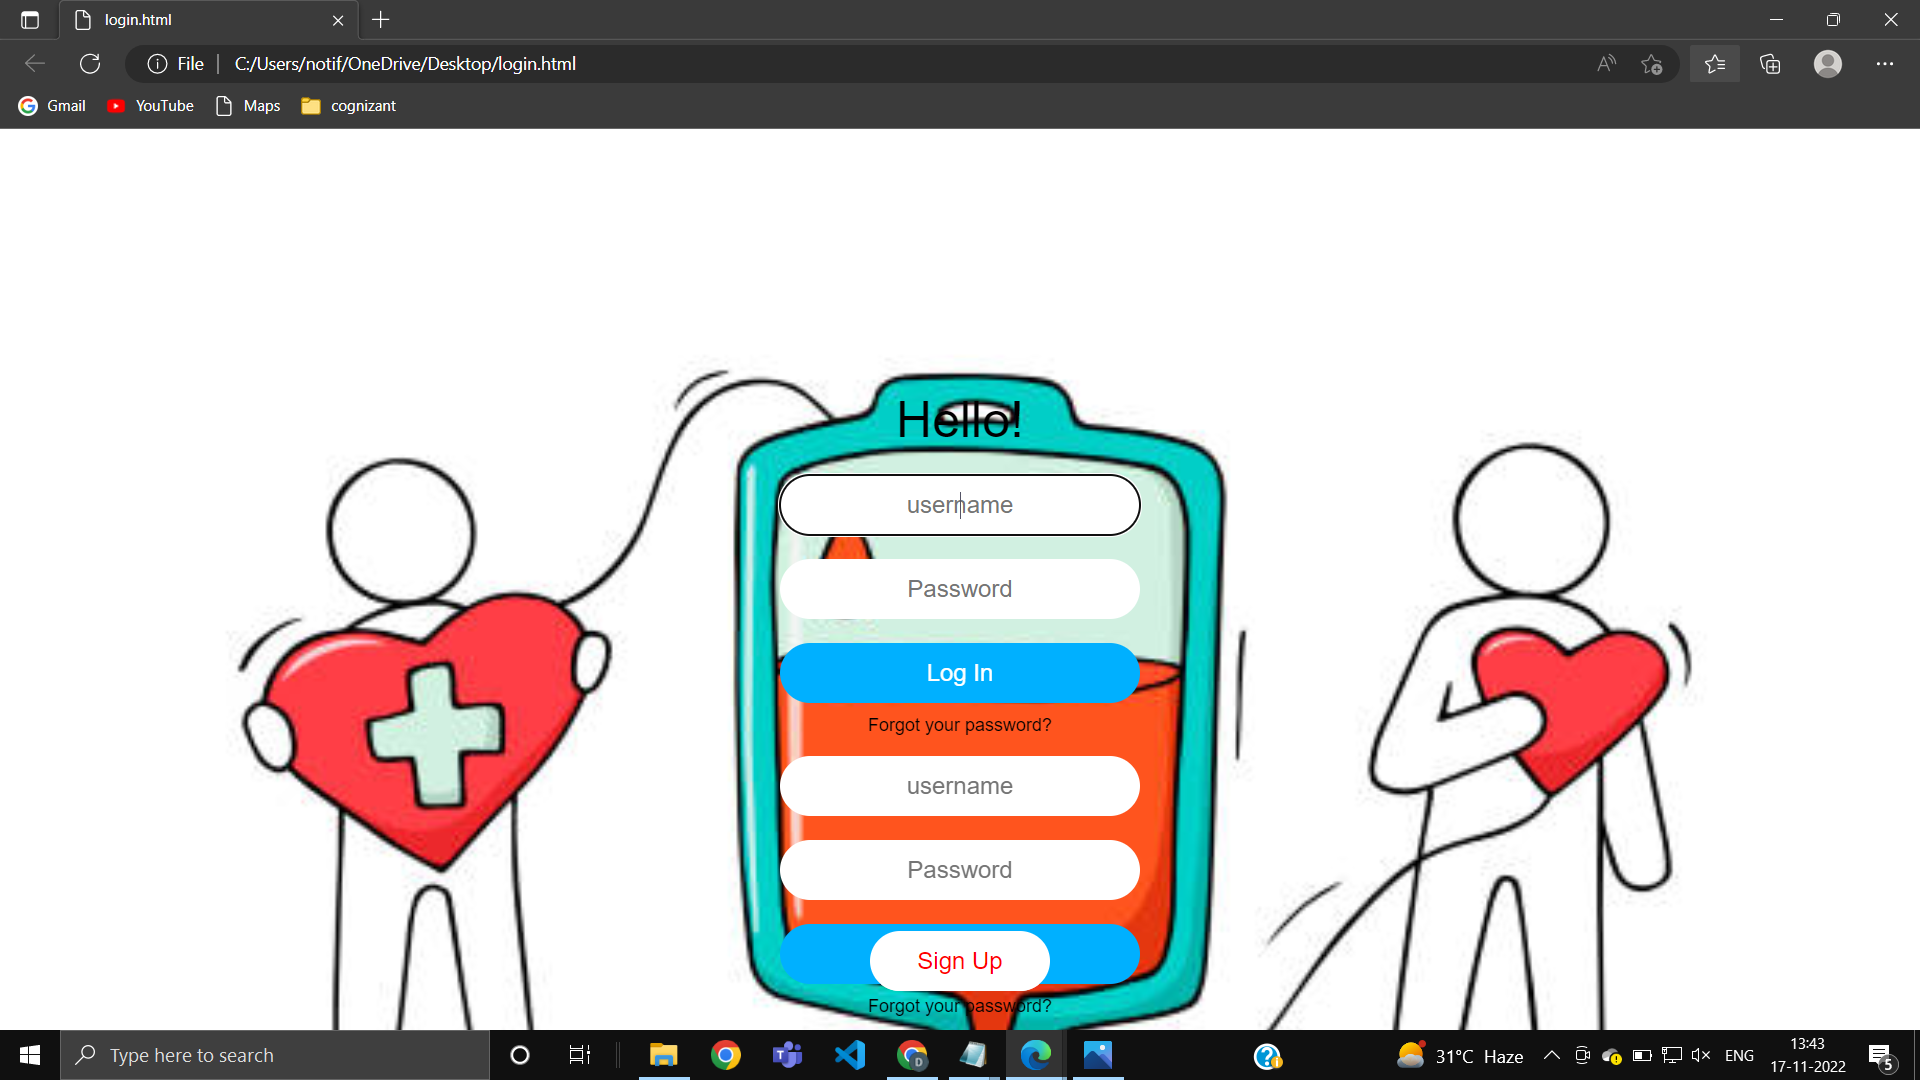 login.html
File
C:/Users/notif/OneDrive/Desktop/login.html
Gmail YouTube Maps cognizant
Hello!
username
Password
Log In
Forgot your password?
username
Password
Sign Up
Forgot your password?
Type here to search
31°C Haze
ENG
13:43
17-11-2022
5